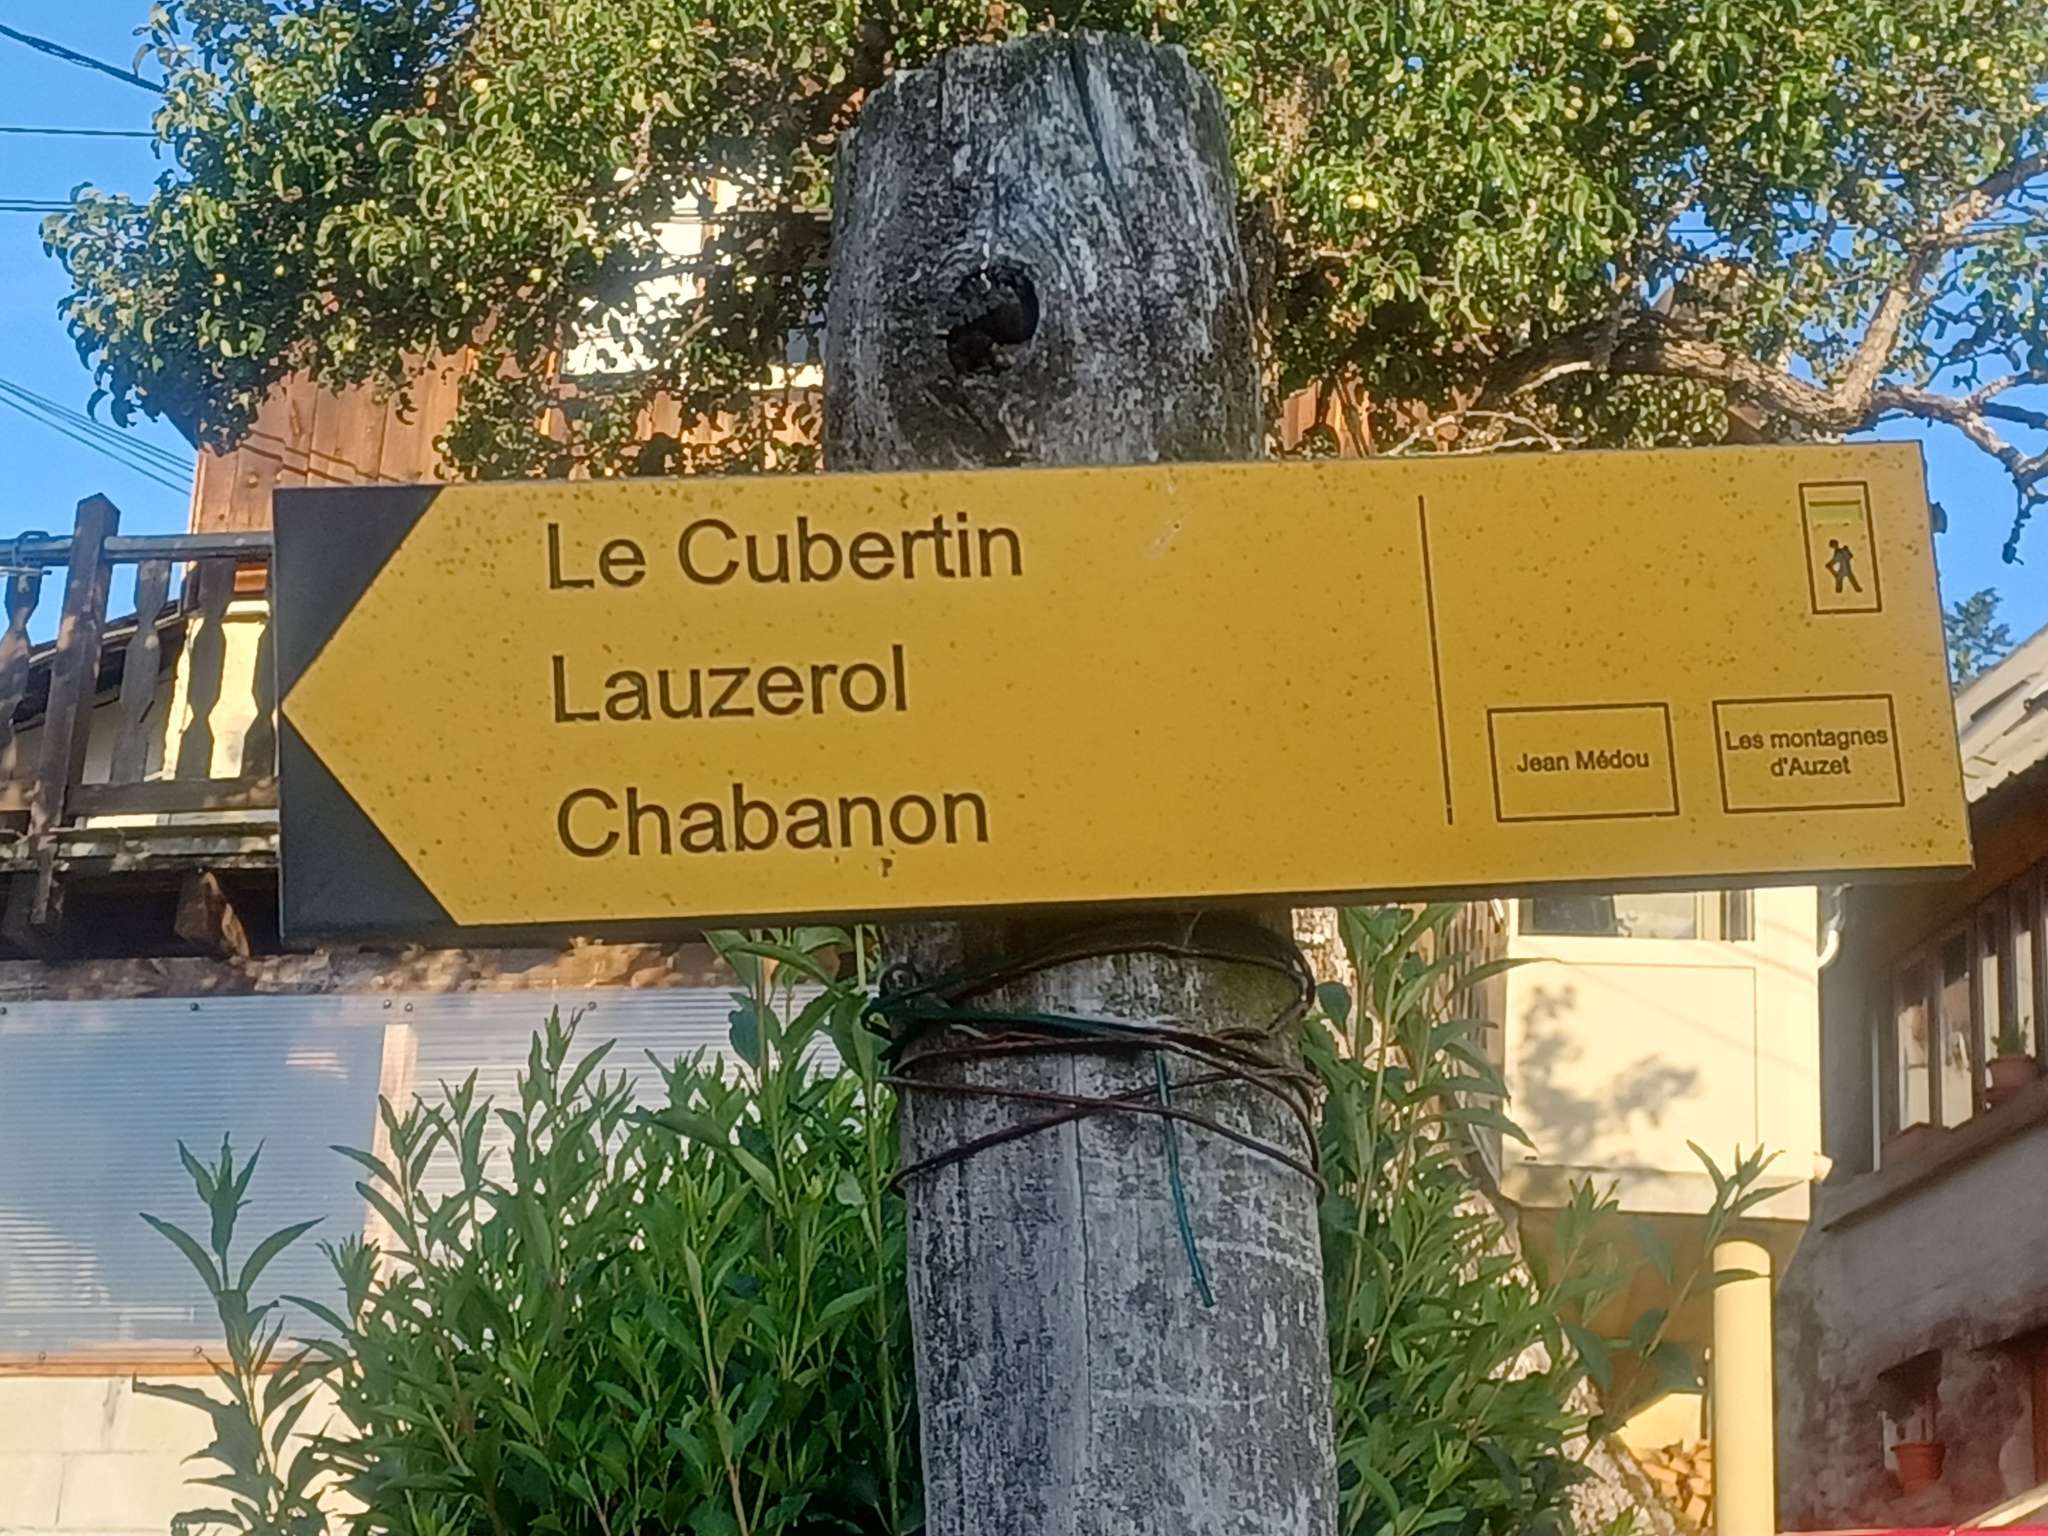 Le Cubertin
Lauzerol
Chabanon
Jean Médou
Les montagnes
d'Auzet